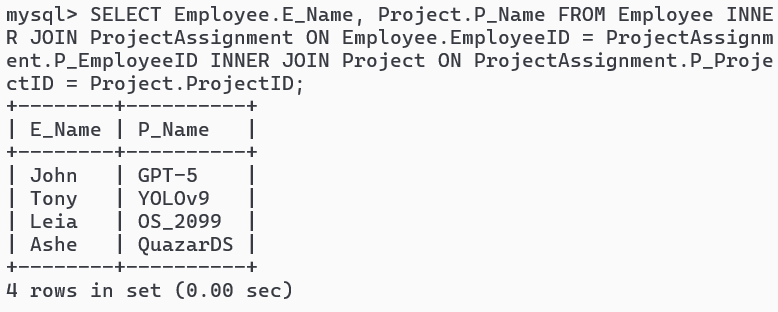 mysql> SELECT Employee.E_Name, Project.P_Name FROM Employee INNE
R JOIN ProjectAssignment ON Employee.EmployeeID = ProjectAssignm
ent.P_EmployeeID INNER JOIN Project ON ProjectAssignment.P_Proje
ctID = Project.ProjectID;
+--------+----------+
| E_Name | P_Name   |
+--------+----------+
| John   | GPT-5    |
| Tony   | YOLOv9   |
| Leia   | OS_2099  |
| Ashe   | QuazarDS |
+--------+----------+
4 rows in set (0.00 sec)